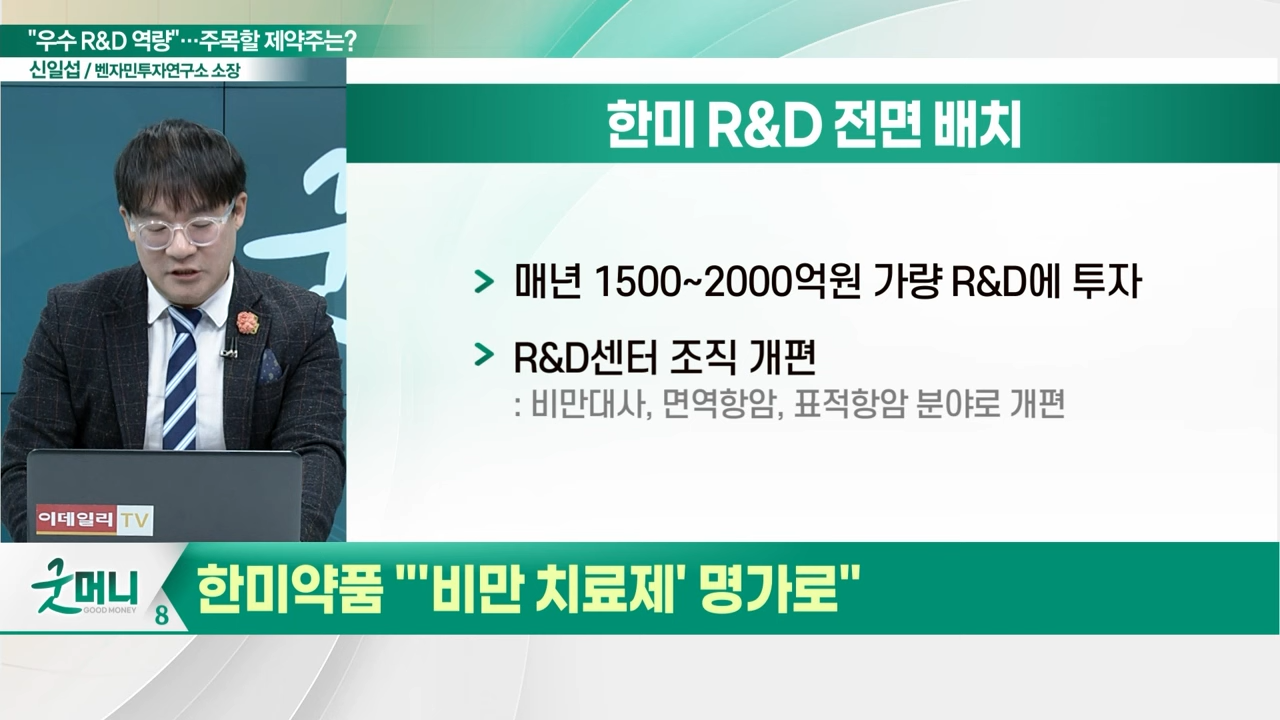 "우수 R&D 역량"…주목할 제약주는?
신일섭 / 벤자민투자연구소 소장
한미 R&D 전면 배치
> 매년 1500~2000억원 가량 R&D에 투자
> R&D센터 조직 개편
: 비만대사, 면역항암, 표적항암 분야로 개편
이데일리 TV
굿머니
GOOD MONEY
8
한미약품 "'비만 치료제' 명가로"